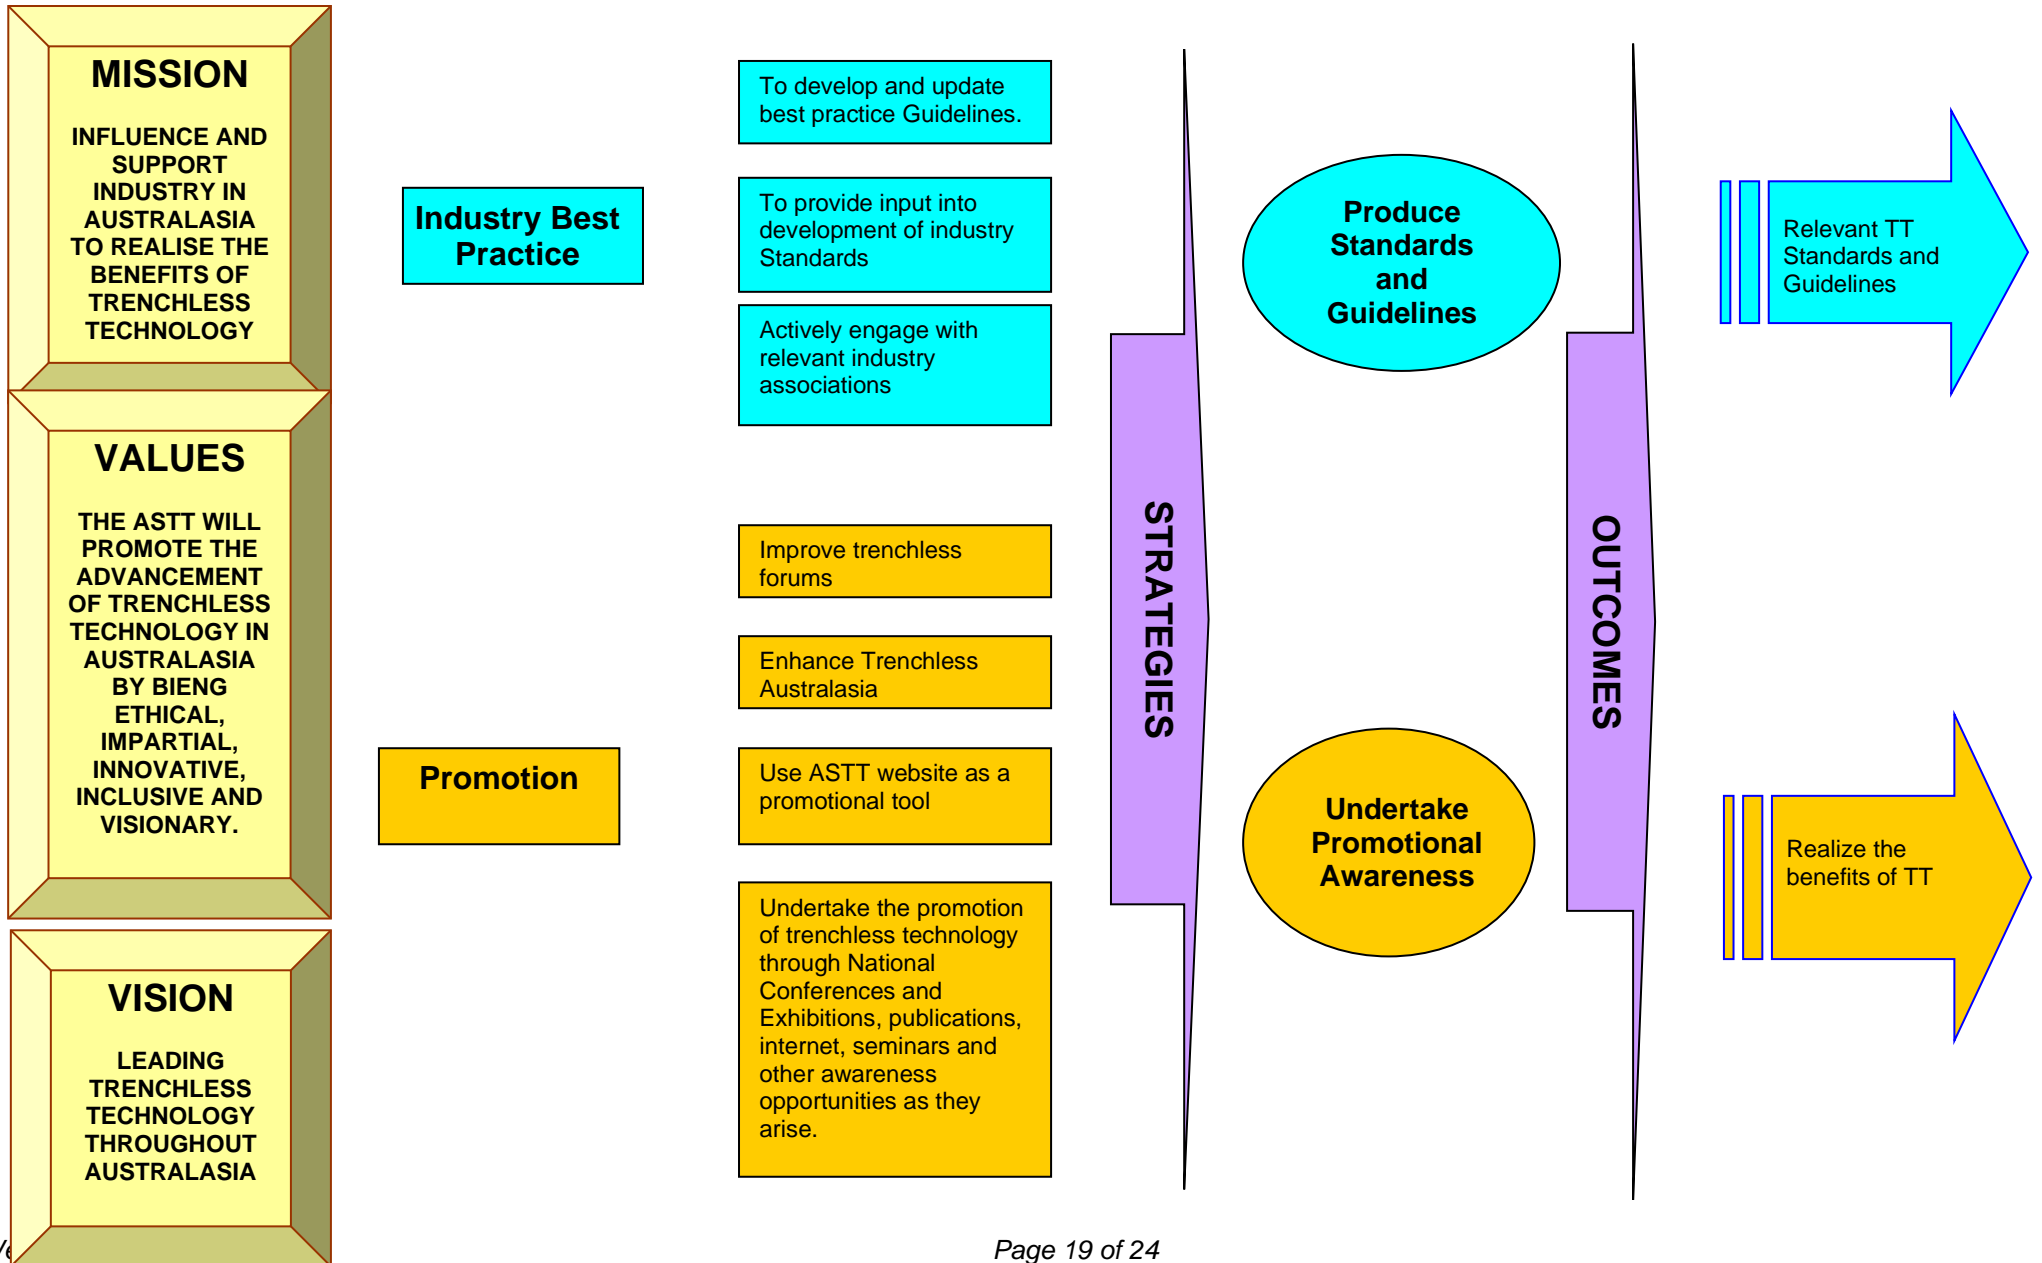 MISSION
INFLUENCE AND
SUPPORT
INDUSTRY IN
AUSTRALASIA
TO REALISE THE
BENEFITS OF
TRENCHLESS
TECHNOLOGY
VALUES
THE ASTT WILL
PROMOTE THE
ADVANCEMENT
OF TRENCHLESS
TECHNOLOGY IN
AUSTRALASIA
BY BIENG
ETHICAL,
IMPARTIAL,
INNOVATIVE,
INCLUSIVE AND
VISIONARY.
VISION
LEADING
TRENCHLESS
TECHNOLOGY
THROUGHOUT
AUSTRALASIA
Industry Best
Practice
Promotion
To develop and update
best practice Guidelines.
To provide input into
development of industry
Standards
Actively engage with
relevant industry
associations
Improve trenchless
forums
Enhance Trenchless
Australasia
Use ASTT website as a
promotional tool
Undertake the promotion
of trenchless technology
through National
Conferences and
Exhibitions, publications,
internet, seminars and
other awareness
opportunities as they
arise.
STRATEGIES
Produce
Standards
and
Guidelines
Undertake
Promotional
Awareness
OUTCOMES
Relevant TT
Standards and
Guidelines
Realize the
benefits of TT
Page 19 of 24